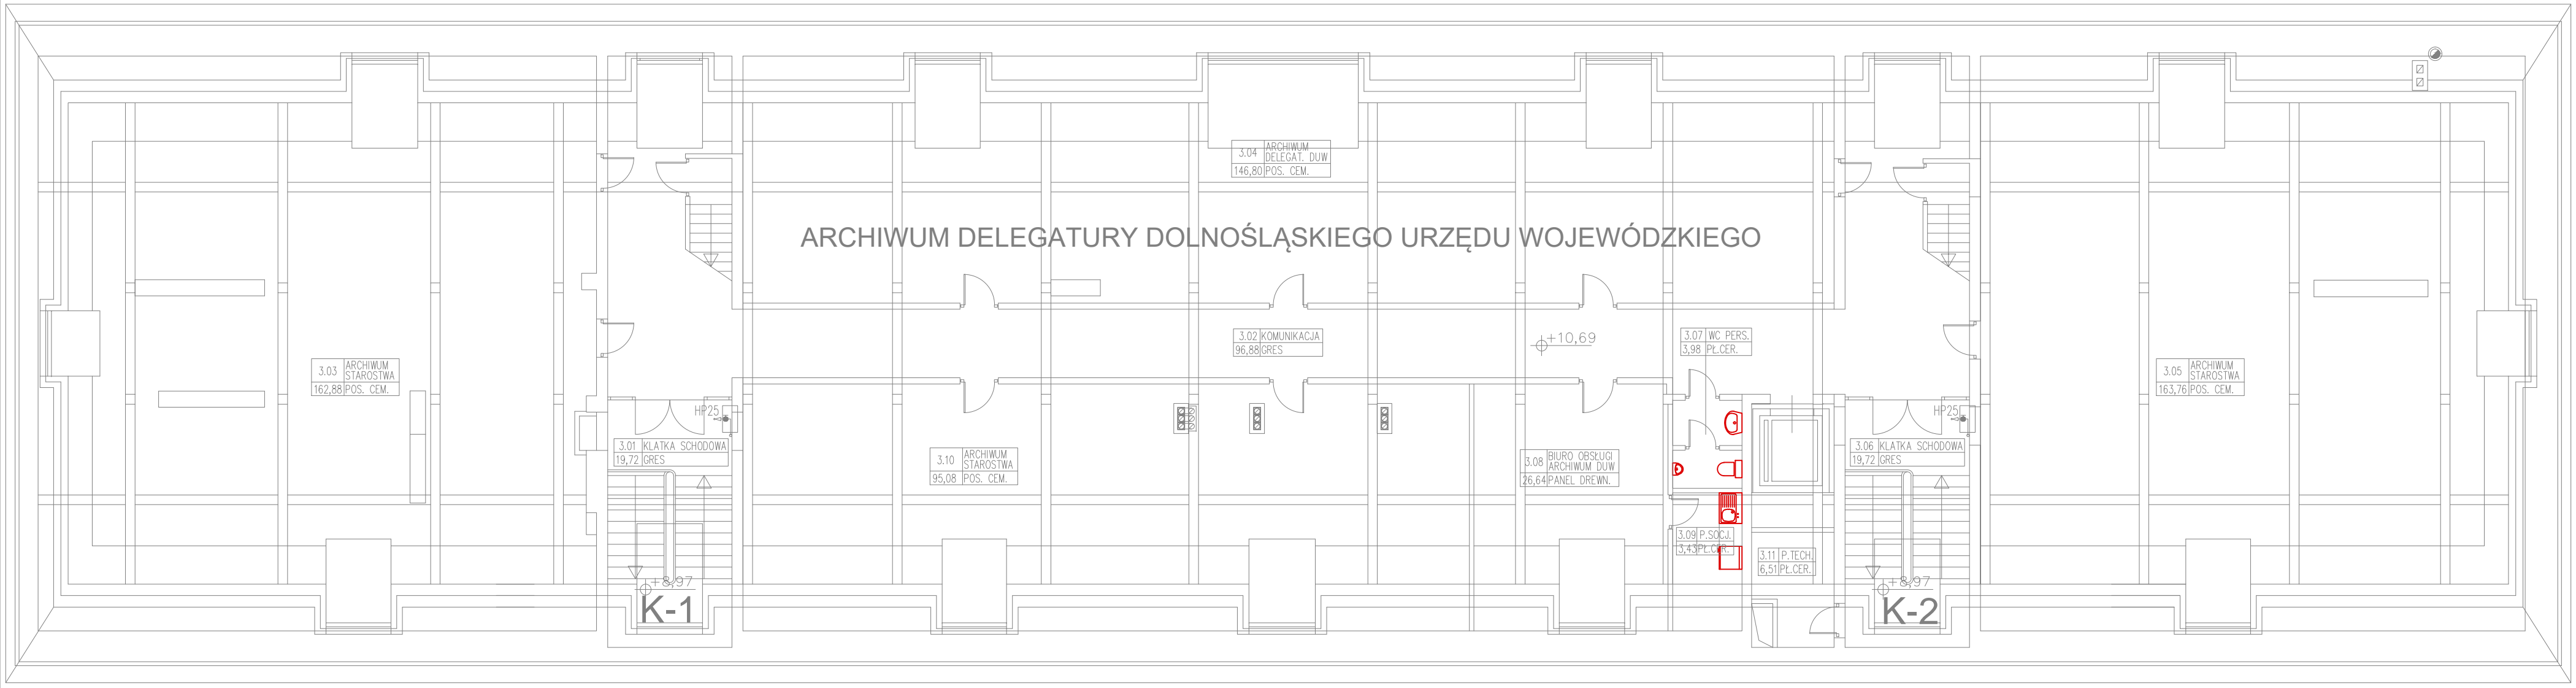 3.04 ARCHIWUM
DELEGAT. DUW
146,80 POS. CEM.
ARCHIWUM DELEGATURY DOLNOŚLĄSKIEGO URZĘDU WOJEWÓDZKIEGO
3.02 KOMUNIKACJA
96,88 GRES
+10,69
3.07 WC PERS.
3,98 PŁ.CER.
3.03 ARCHIWUM
STAROSTWA
162,88 POS. CEM.
3.05 ARCHIWUM
STAROSTWA
163,76 POS. CEM.
HP25
HP25
3.01 KLATKA SCHODOWA
19,72 GRES
3.10 ARCHIWUM
STAROSTWA
95,08 POS. CEM.
3.08 BIURO OBSŁUGI
ARCHIWUM DUW
26,64 PANEL DREWN.
3.06 KLATKA SCHODOWA
19,72 GRES
3.09 P.SOCJ.
3,43 PŁ.CER.
3.11 P.TECH.
6,51 PŁ.CER.
+8,97
K-1
+8,97
K-2